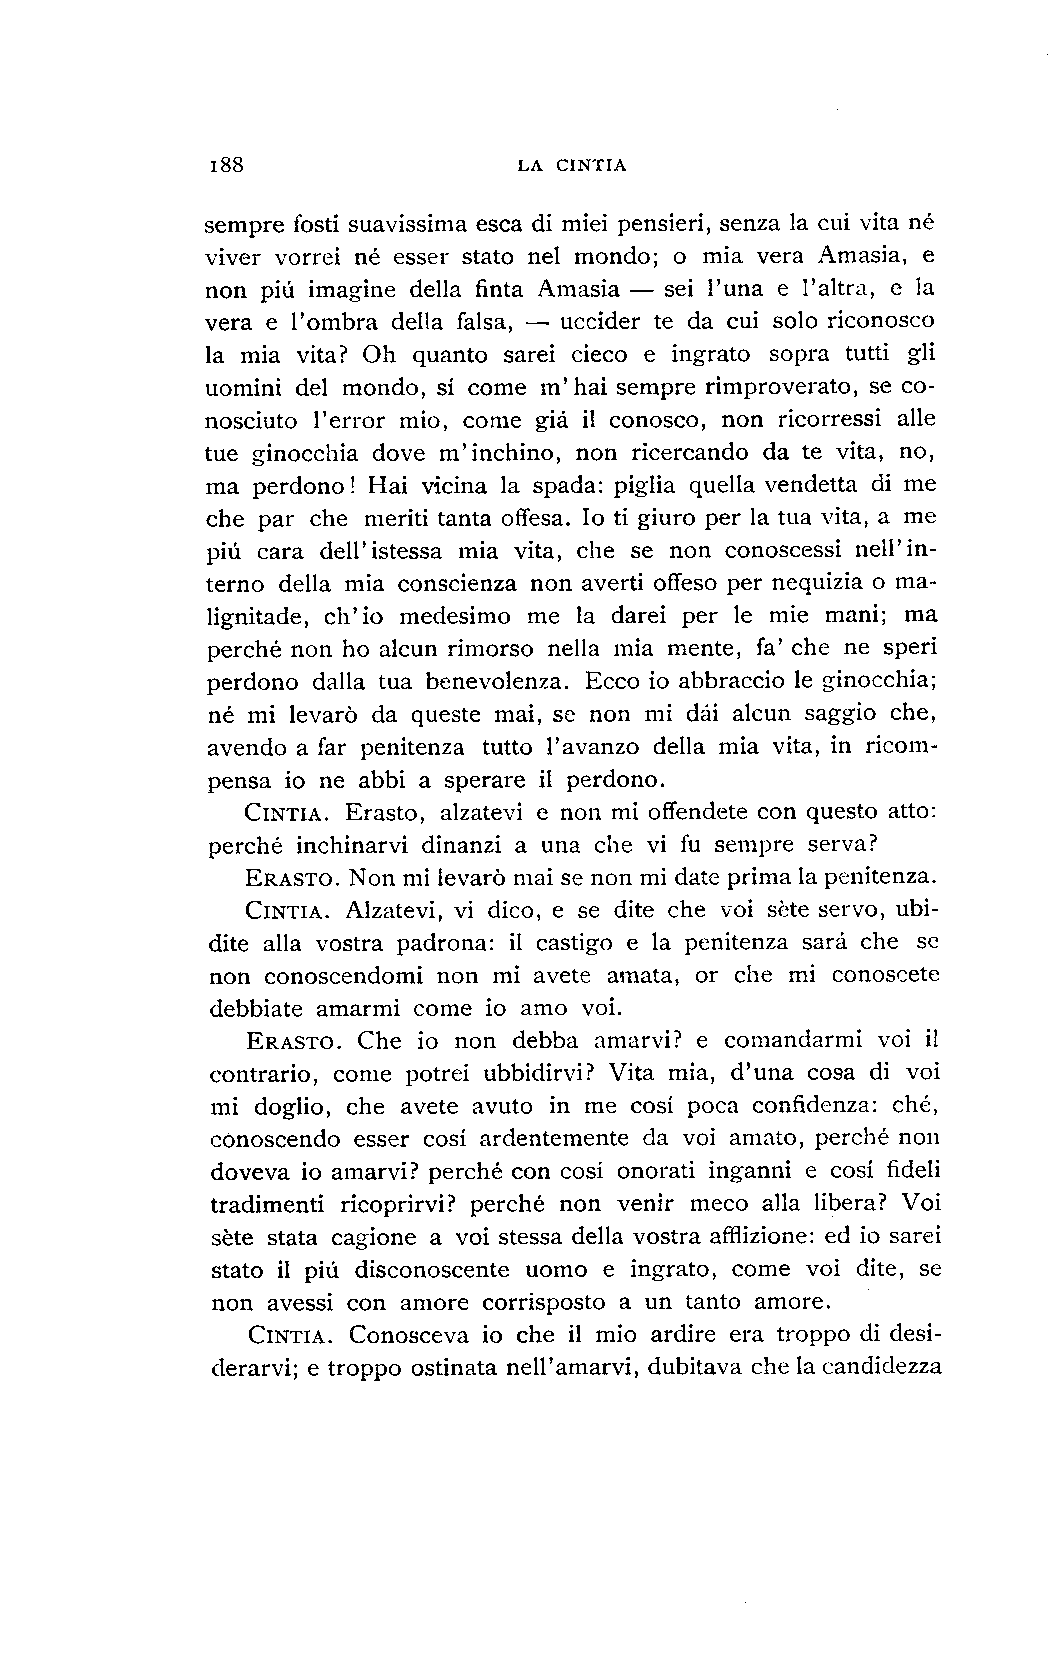 188 LA CINTIA
sempre fosti suavissima esca di miei pensieri, senza la cui vita né
viver vorrei né esser stato nel mondo; o mia vera Amasia, e
non piú imagine della finta Amasia — sei l'una e l'altra, e la
vera e l'ombra della falsa, — uccider te da cui solo riconosco
la mia vita? Oh quanto sarei cieco e ingrato sopra tutti gli
uomini del mondo, sí come m'hai sempre rimproverato, se co-
nosciuto l'error mio, come giá il conosco, non ricorressi alle
tue ginocchia dove m'inchino, non ricercando da te vita, no,
ma perdono! Hai vicina la spada: piglia quella vendetta di me
che par che meriti tanta offesa. Io ti giuro per la tua vita, a me
piú cara dell'istessa mia vita, che se non conoscessi nell'in-
terno della mia conscienza non averti offeso per nequizia o ma-
lignitade, ch'io medesimo me la darei per le mie mani; ma
perché non ho alcun rimorso nella mia mente, fa' che ne speri
perdono dalla tua benevolenza. Ecco io abbraccio le ginocchia;
né mi levarò da queste mai, se non mi dái alcun saggio che,
avendo a far penitenza tutto l'avanzo della mia vita, in ricom-
pensa io ne abbi a sperare il perdono.
CINTIA. Erasto, alzatevi e non mi offendete con questo atto:
perché inchinarvi dinanzi a una che vi fu sempre serva?
ERASTO. Non mi levarò mai se non mi date prima la penitenza.
CINTIA. Alzatevi, vi dico, e se dite che voi sète servo, ubi-
dite alla vostra padrona: il castigo e la penitenza sará che se
non conoscendomi non mi avete amata, or che mi conoscete
debbiate amarmi come io amo voi.
ERASTO. Che io non debba amarvi? e comandarmi voi il
contrario, come potrei ubbidirvi? Vita mia, d'una cosa di voi
mi doglio, che avete avuto in me cosí poca confidenza: ché,
conoscendo esser cosí ardentemente da voi amato, perché non
doveva io amarvi? perché con cosí onorati inganni e cosí fideli
tradimenti ricoprirvi? perché non venir meco alla libera? Voi
sète stata cagione a voi stessa della vostra afflizione: ed io sarei
stato il piú disconoscente uomo e ingrato, come voi dite, se
non avessi con amore corrisposto a un tanto amore.
CINTIA. Conosceva io che il mio ardire era troppo di desi-
derarvi; e troppo ostinata nell'amarvi, dubitava che la candidezza